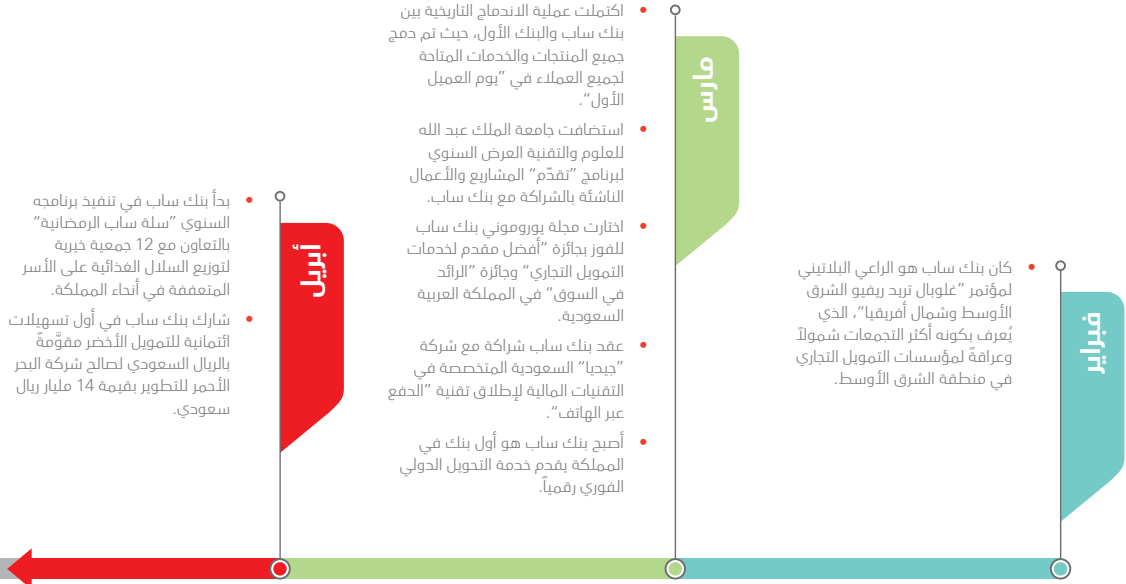 فبراير
• كان بنك ساب هو الراعي البلاتيني
لمؤتمر "غلوبال تريد ريفيو الشرق
الأوسط وشمال أفريقيا"، الذي
يُعرف بكونه أكثر التجمعات شمولاً
وعراقةً لمؤسسات التمويل التجاري
في منطقة الشرق الأوسط.
مارس
• اكتملت عملية الاندماج التاريخية بين
بنك ساب والبنك الأول، حيث تم دمج
جميع المنتجات والخدمات المتاحة
لجميع العملاء في "يوم العميل
الأول".
• استضافت جامعة الملك عبد الله
للعلوم والتقنية العرض السنوي
لبرنامج "تقدّم" المشاريع والأعمال
الناشئة بالشراكة مع بنك ساب.
• اختارت مجلة يوروموني بنك ساب
للفوز بجائزة "أفضل مقدم لخدمات
التمويل التجاري" وجائزة "الرائد
في السوق" في المملكة العربية
السعودية.
• عقد بنك ساب شراكة مع شركة
"جيديا" السعودية المتخصصة في
التقنيات المالية لإطلاق تقنية "الدفع
عبر الهاتف".
• أصبح بنك ساب هو أول بنك في
المملكة يقدم خدمة التحويل الدولي
الفوري رقمياً.
أبريل
• بدأ بنك ساب في تنفيذ برنامجه
السنوي "سلة ساب الرمضانية"
بالتعاون مع 12 جمعية خيرية
لتوزيع السلال الغذائية على الأسر
المتعففة في أنحاء المملكة.
• شارك بنك ساب في أول تسهيلات
ائتمانية للتمويل الأخضر مقوَّمةً
بالريال السعودي لصالح شركة البحر
الأحمر للتطوير بقيمة 14 مليار ريال
سعودي.